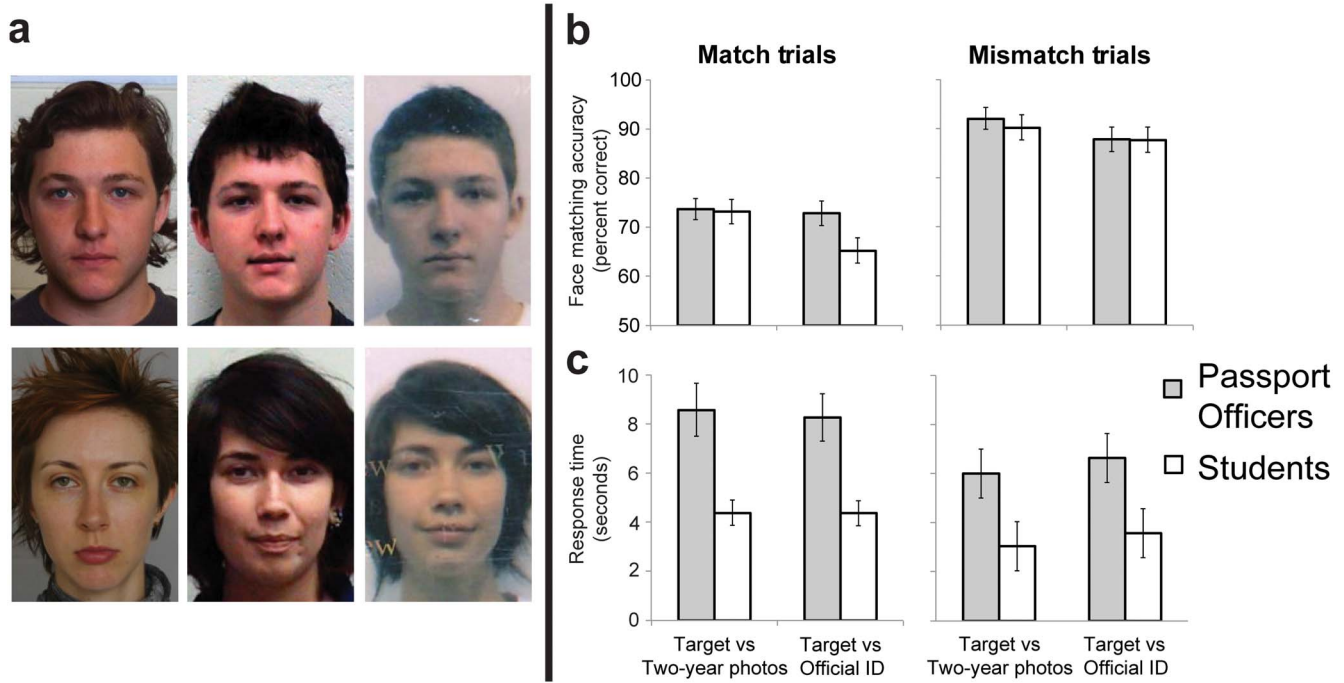 a
ew
w
ew
b
Match trials
Mismatch trials
Face matching accuracy
(percent correct)
100
90
80
70
60
50
c
Response time
(seconds)
10
8
6
4
2
0
Target vs
Two-year photos
Target vs
Official ID
Target vs
Two-year photos
Target vs
Official ID
Passport
Officers
Students